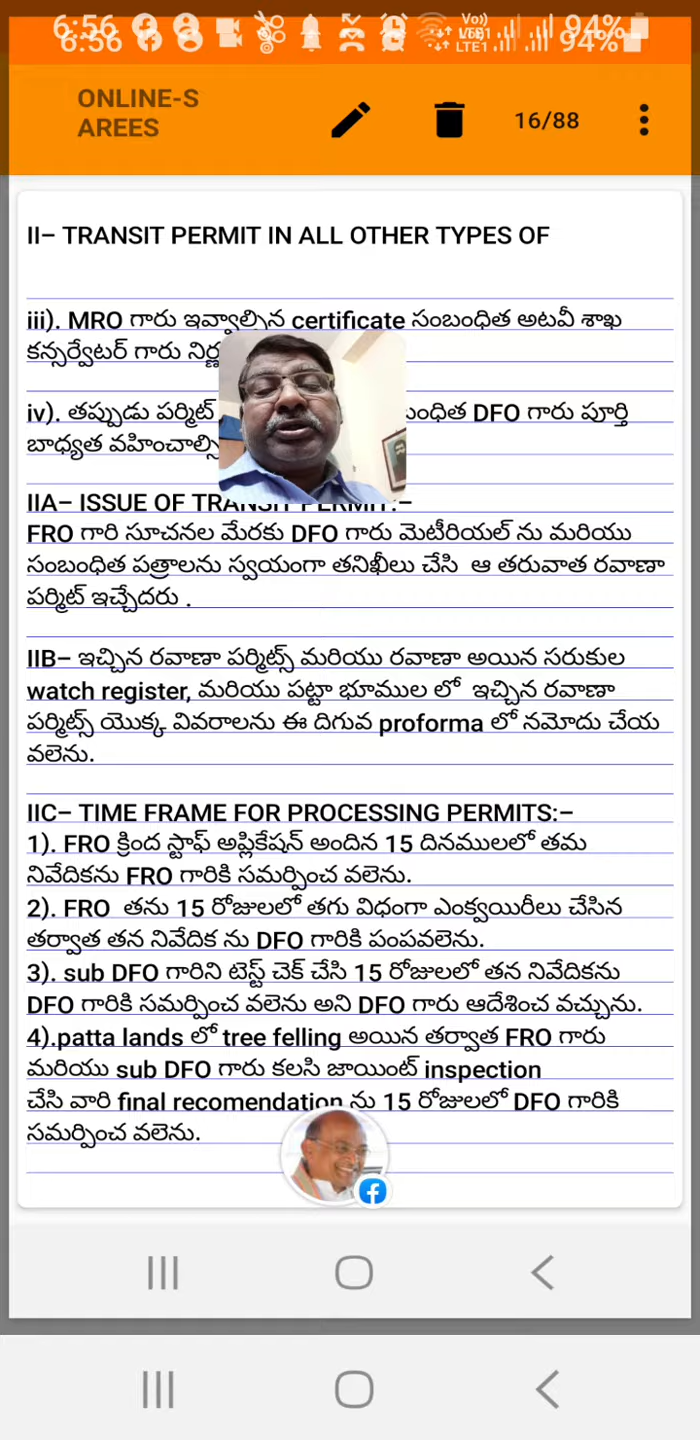 6:56
94%
ONLINE-S
AREES
16/88
II– TRANSIT PERMIT IN ALL OTHER TYPES OF
iii). MRO గారు ఇవ్వాల్సిన certificate సంబంధిత అటవీ శాఖ
కన్సర్వేటర్ గారు
iv). తప్పుడు పర్మిట్ DFO గారు పూర్తి
బాధ్యత
IIA– ISSUE OF TRANSIT PERMIT:–
FRO గారి సూచనల మేరకు DFO గారు మెటీరియల్ ను మరియు
సంబంధిత పత్రాలను స్వయంగా తనిఖీలు చేసి ఆ తరువాత రవాణా
పర్మిట్ ఇచ్చేదరు .
IIB– ఇచ్చిన రవాణా పర్మిట్స్ మరియు రవాణా అయిన సరుకుల
watch register, మరియు పట్టా భూముల లో ఇచ్చిన రవాణా
పర్మిట్స్ యొక్క వివరాలను ఈ దిగువ proforma లో నమోదు చేయ
వలెను.
IIC– TIME FRAME FOR PROCESSING PERMITS:–
1). FRO క్రింద స్టాఫ్ అప్లికేషన్ అందిన 15 దినములలో తమ
నివేదికను FRO గారికి సమర్పించ వలెను.
2). FRO తను 15 రోజులలో తగు విధంగా ఎంక్వయిరీలు చేసిన
తర్వాత తన నివేదిక ను DFO గారికి పంపవలెను.
3). sub DFO గారిని టెస్ట్ చెక్ చేసి 15 రోజులలో తన నివేదికను
DFO గారికి సమర్పించ వలెను అని DFO గారు ఆదేశించ వచ్చును.
4).patta lands లో tree felling అయిన తర్వాత FRO గారు
మరియు sub DFO గారు కలసి జాయింట్ inspection
చేసి వారి final recomendation ను 15 రోజులలో DFO గారికి
సమర్పించ వలెను.